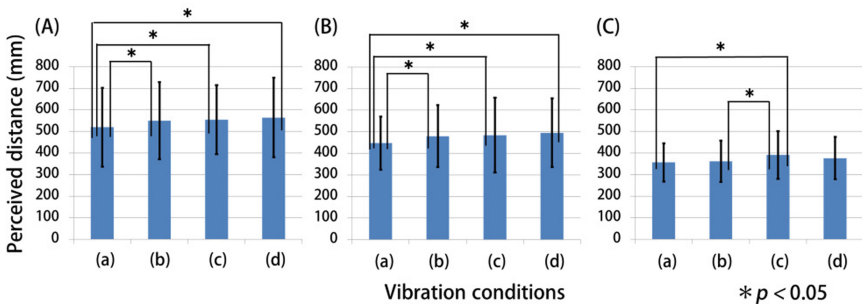 (A) (B) (C)
* * *
* * *
* *
Perceived distance (mm)
800 700 600 500 400 300 200 100 0
(a) (b) (c) (d)
800 700 600 500 400 300 200 100 0
(a) (b) (c) (d)
800 700 600 500 400 300 200 100 0
(a) (b) (c) (d)
Vibration conditions
* p < 0.05